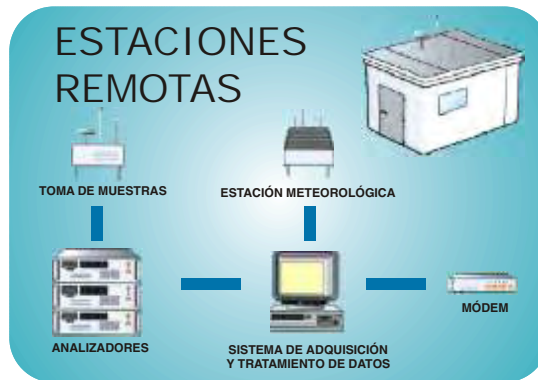 ESTACIONES
REMOTAS
TOMA DE MUESTRAS
ESTACIÓN METEOROLÓGICA
ANALIZADORES
SISTEMA DE ADQUISICIÓN
Y TRATAMIENTO DE DATOS
MÓDEM